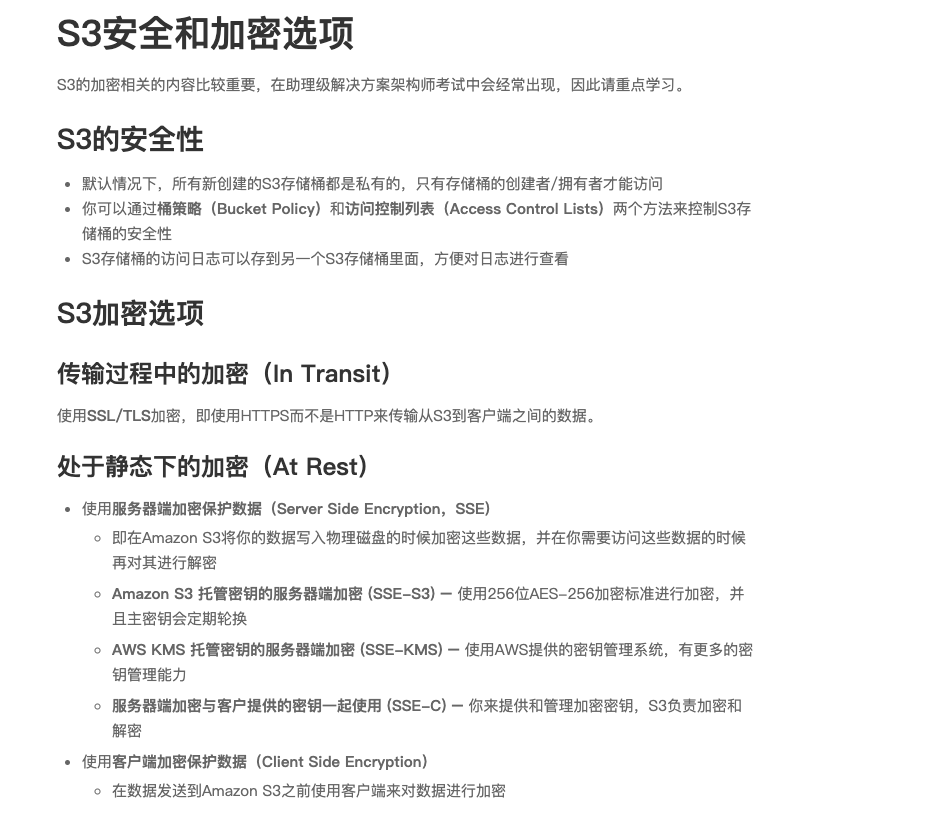 S3安全和加密选项
S3的加密相关的内容比较重要，在助理级解决方案架构师考试中会经常出现，因此请重点学习。
S3的安全性
• 默认情况下，所有新创建的S3存储桶都是私有的，只有存储桶的创建者/拥有者才能访问
• 你可以通过桶策略（Bucket Policy）和访问控制列表（Access Control Lists）两个方法来控制S3存
储桶的安全性
• S3存储桶的访问日志可以存到另一个S3存储桶里面，方便对日志进行查看
S3加密选项
传输过程中的加密（In Transit）
使用SSL/TLS加密，即使用HTTPS而不是HTTP来传输从S3到客户端之间的数据。
处于静态下的加密（At Rest）
• 使用服务器端加密保护数据（Server Side Encryption，SSE）
◦ 即在Amazon S3将你的数据写入物理磁盘的时候加密这些数据，并在你需要访问这些数据的时候
再对其进行解密
◦ Amazon S3 托管密钥的服务器端加密 (SSE-S3) – 使用256位AES-256加密标准进行加密，并
且主密钥会定期轮换
◦ AWS KMS 托管密钥的服务器端加密 (SSE-KMS) – 使用AWS提供的密钥管理系统，有更多的密
钥管理能力
◦ 服务器端加密与客户提供的密钥一起使用 (SSE-C) – 你来提供和管理加密密钥，S3负责加密和
解密
• 使用客户端加密保护数据（Client Side Encryption）
◦ 在数据发送到Amazon S3之前使用客户端来对数据进行加密